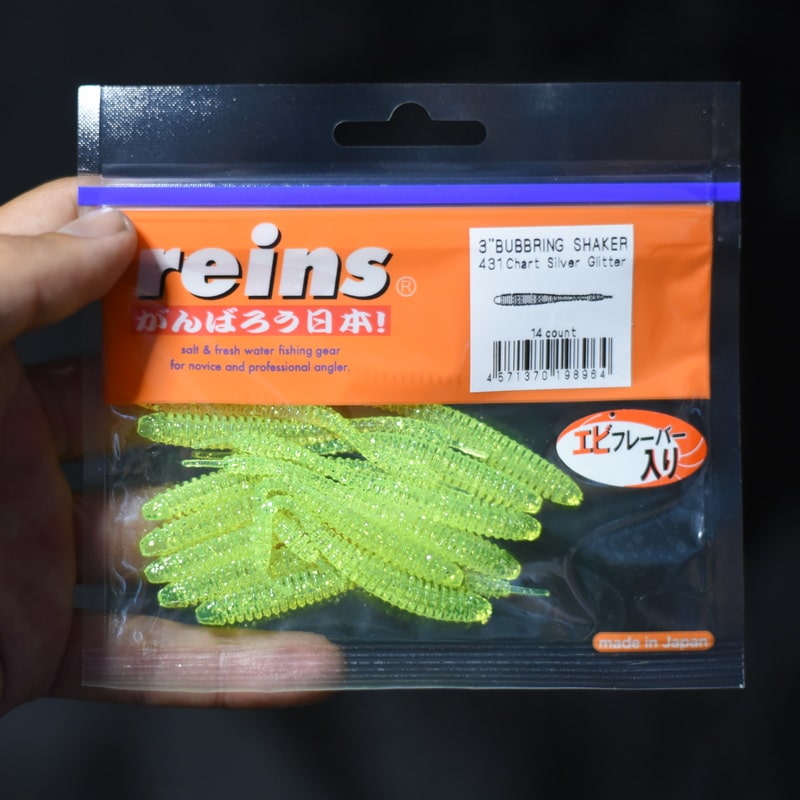 reins®
がんばろう日本!
salt & fresh water fishing gear
for novice and professional angler.
3"BUBBRING SHAKER
431 Chart Silver Glitter
14 count
4 571370 198964
エビフレーバー
入り
made in Japan